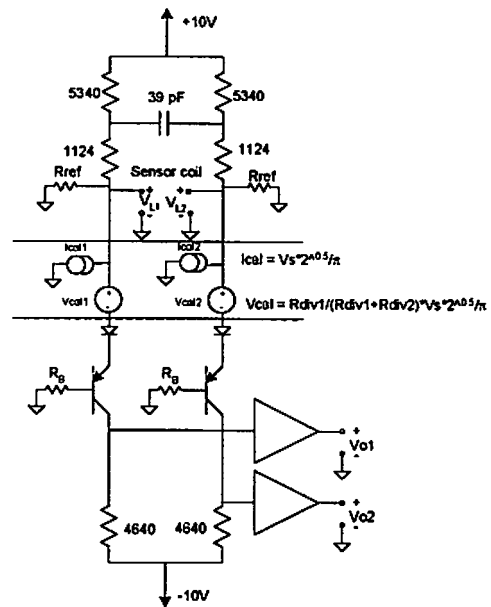 +10V
5340
39 pF
5340
1124
1124
Rref
Sensor coil
Rref
+ +
VL1 VL2
- -
Ical1
Ical2
Ical = Vs*2^0.5/π
+
Vcal1
-
+
Vcal2
-
Vcal = Rdiv1/(Rdiv1+Rdiv2)*Vs*2^0.5/π
RB
RB
+
Vo1
-
+
Vo2
-
4640
4640
-10V